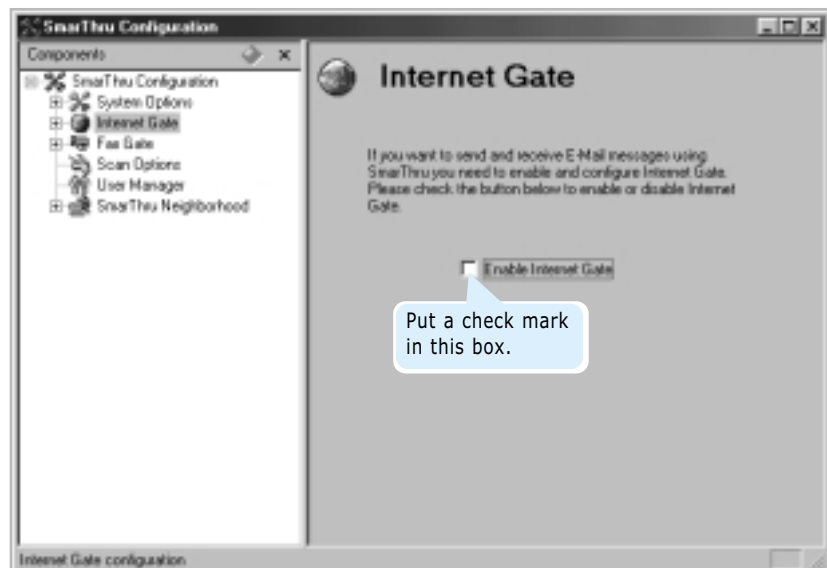 SmarThru Configuration
Components
SmarThru Configuration
System Options
Internet Gate
Fax Gate
Scan Options
User Manager
SmarThru Neighborhood
Internet Gate
If you want to send and receive E-Mail messages using
SmarThru you need to enable and configure Internet Gate.
Please check the button below to enable or disable Internet
Gate.
Enable Internet Gate
Put a check mark
in this box.
Internet Gate configuration